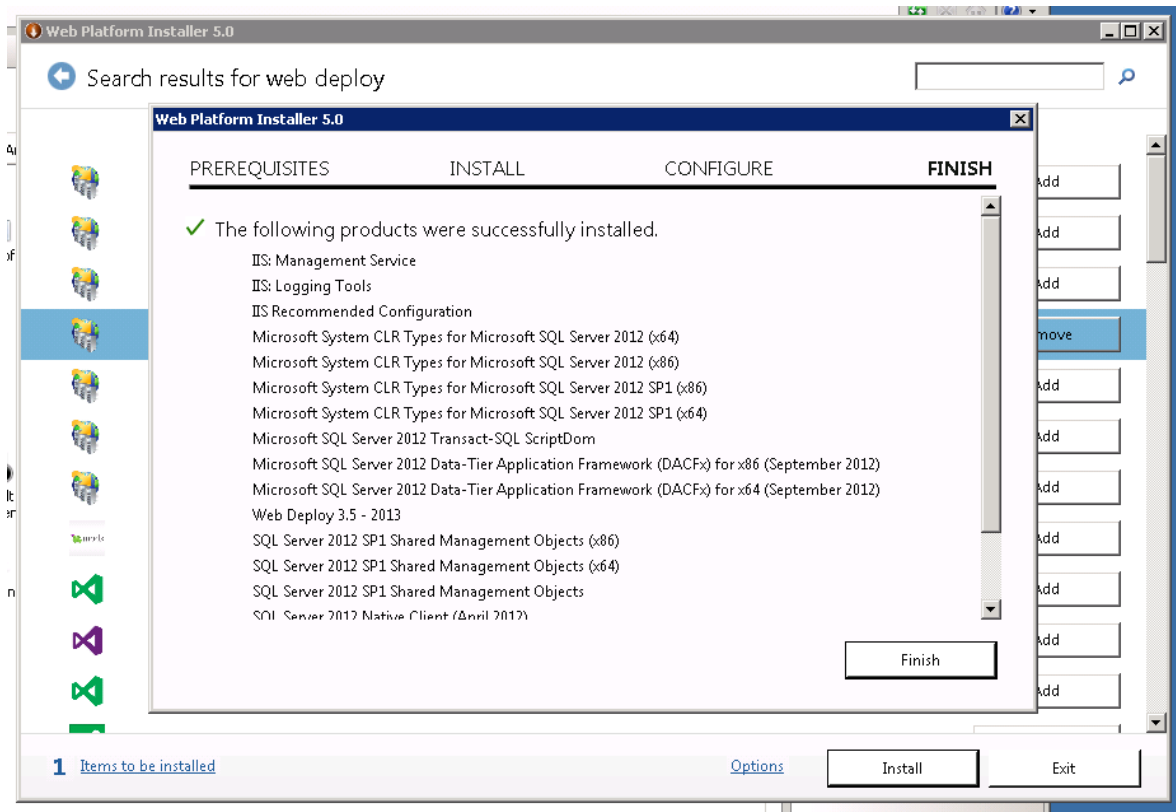 Web Platform Installer 5.0
Search results for web deploy
Web Platform Installer 5.0
PREREQUISITES INSTALL CONFIGURE FINISH
The following products were successfully installed.
IIS: Management Service
IIS: Logging Tools
IIS Recommended Configuration
Microsoft System CLR Types for Microsoft SQL Server 2012 (x64)
Microsoft System CLR Types for Microsoft SQL Server 2012 (x86)
Microsoft System CLR Types for Microsoft SQL Server 2012 SP1 (x86)
Microsoft System CLR Types for Microsoft SQL Server 2012 SP1 (x64)
Microsoft SQL Server 2012 Transact-SQL ScriptDom
Microsoft SQL Server 2012 Data-Tier Application Framework (DACFx) for x86 (September 2012)
Microsoft SQL Server 2012 Data-Tier Application Framework (DACFx) for x64 (September 2012)
Web Deploy 3.5 - 2013
SQL Server 2012 SP1 Shared Management Objects (x86)
SQL Server 2012 SP1 Shared Management Objects (x64)
SQL Server 2012 SP1 Shared Management Objects
SQL Server 2012 Native Client (April 2012)
Finish
Add
Add
Add
move
Add
Add
Add
Add
Add
Add
Add
1 Items to be installed
Options
Install
Exit